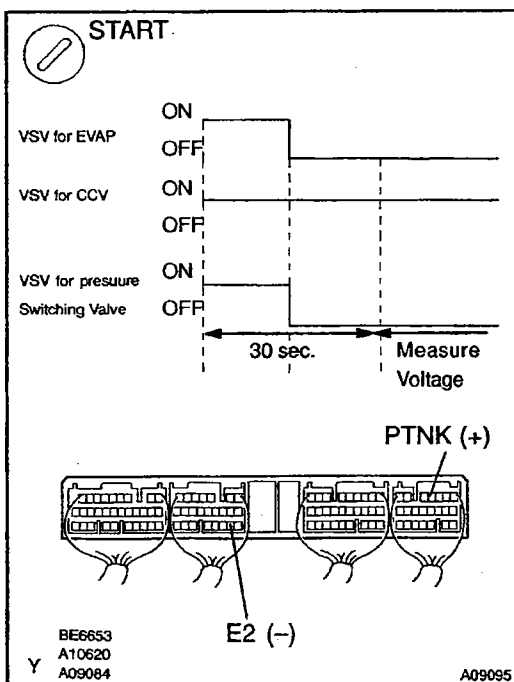 START
ON
VSV for EVAP
OFF
ON
VSV for CCV
OFF
ON
VSV for presuure
Switching Valve
OFF
30 sec.
Measure
Voltage
PTNK (+)
E2 (–)
BE6653
A10620
Y A09084
A09095